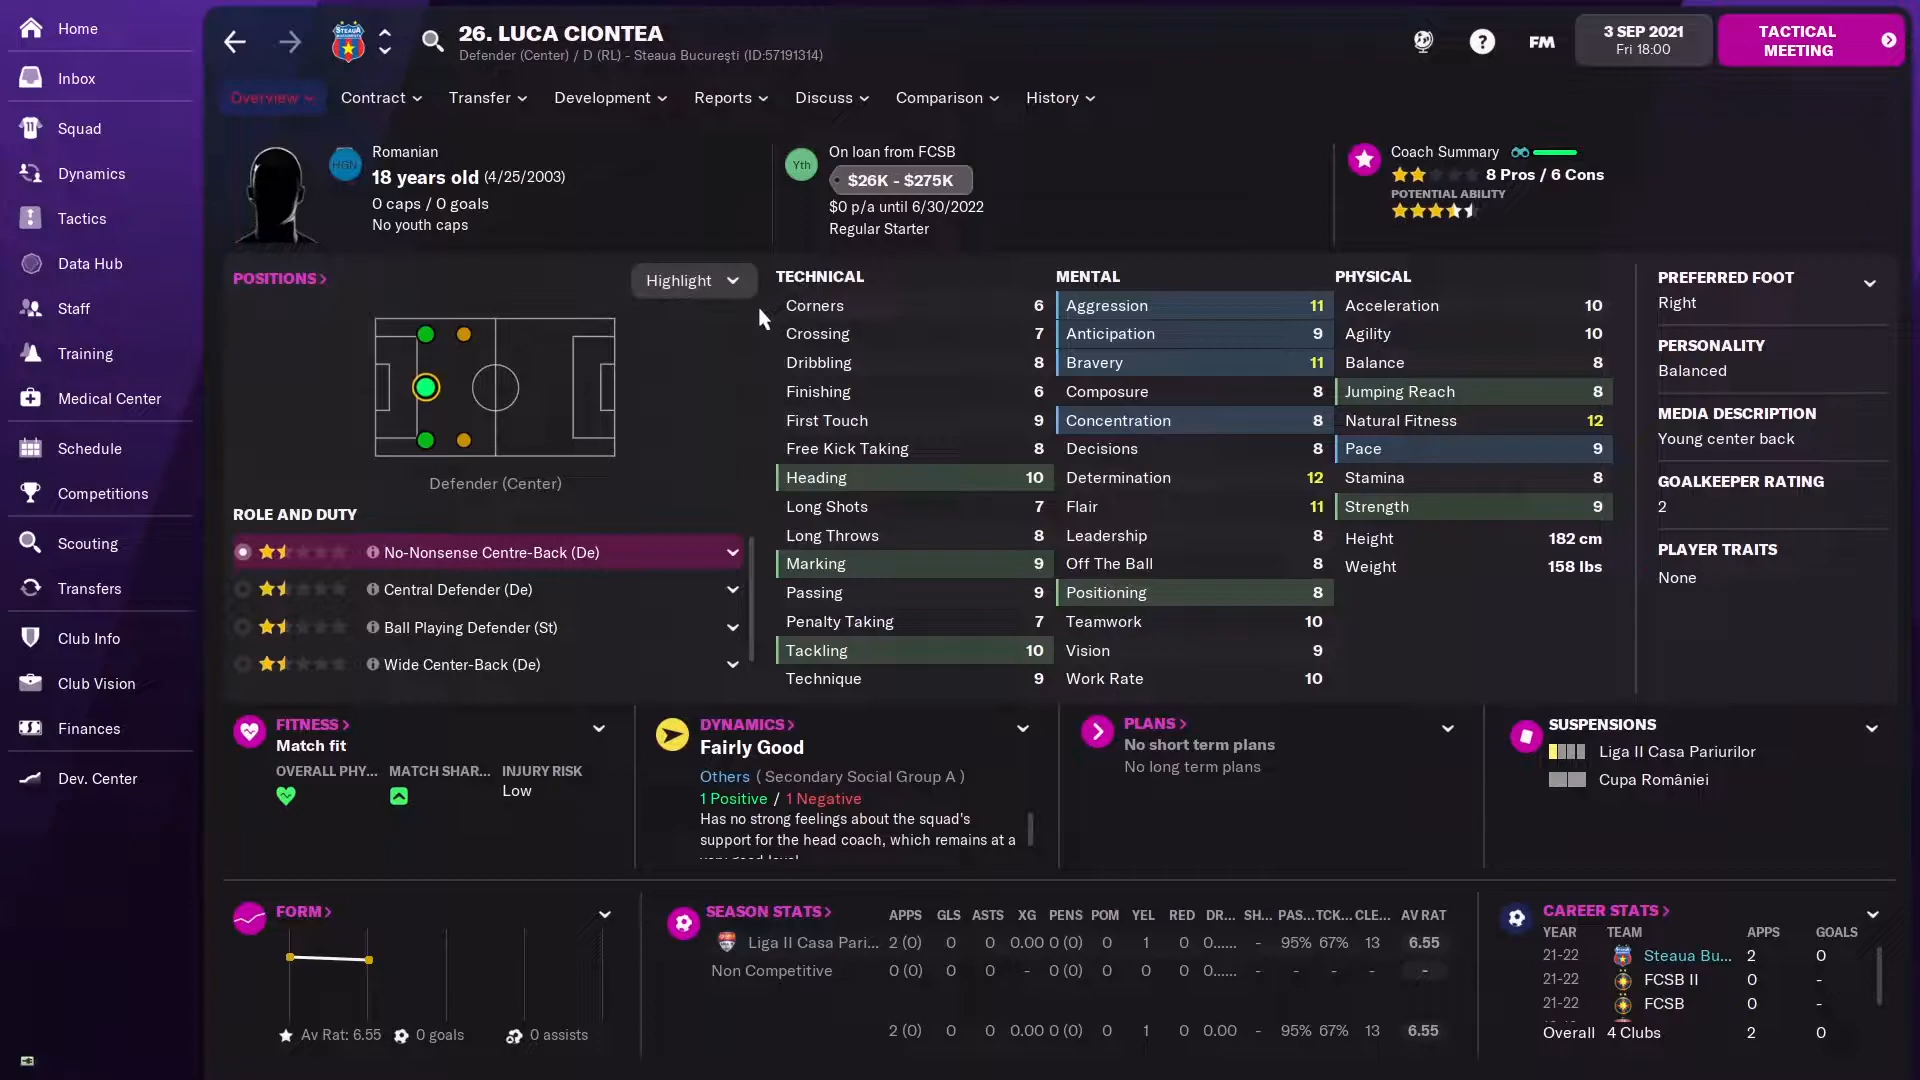 Home
Inbox
Squad
Dynamics
Tactics
Data Hub
Staff
Training
Medical Center
Schedule
Competitions
Scouting
Transfers
Club Info
Club Vision
Finances
Dev. Center
26. LUCA CIONTEA
Defender (Center) / D (RL) - Steaua București (ID:57191314)
FM
3 SEP 2021
Fri 18:00
TACTICAL
MEETING
Overview Contract Transfer Development Reports Discuss Comparison History
HGN
Romanian
18 years old (4/25/2003)
0 caps / 0 goals
No youth caps
Yth
On loan from FCSB
$26K - $275K
$0 p/a until 6/30/2022
Regular Starter
Coach Summary
8 Pros / 6 Cons
POTENTIAL ABILITY
POSITIONS
Highlight
Defender (Center)
ROLE AND DUTY
No-Nonsense Centre-Back (De)
Central Defender (De)
Ball Playing Defender (St)
Wide Center-Back (De)
TECHNICAL
Corners 6
Crossing 7
Dribbling 8
Finishing 6
First Touch 9
Free Kick Taking 8
Heading 10
Long Shots 7
Long Throws 8
Marking 9
Passing 9
Penalty Taking 7
Tackling 10
Technique 9
MENTAL
Aggression 11
Anticipation 9
Bravery 11
Composure 8
Concentration 8
Decisions 8
Determination 12
Flair 11
Leadership 8
Off The Ball 8
Positioning 8
Teamwork 10
Vision 9
Work Rate 10
PHYSICAL
Acceleration 10
Agility 10
Balance 8
Jumping Reach 8
Natural Fitness 12
Pace 9
Stamina 8
Strength 9
Height 182 cm
Weight 158 lbs
PREFERRED FOOT
Right
PERSONALITY
Balanced
MEDIA DESCRIPTION
Young center back
GOALKEEPER RATING
2
PLAYER TRAITS
None
FITNESS
Match fit
OVERALL PHY... MATCH SHAR... INJURY RISK
Low
DYNAMICS
Fairly Good
Others ( Secondary Social Group A )
1 Positive / 1 Negative
Has no strong feelings about the squad's
support for the head coach, which remains at a
PLANS
No short term plans
No long term plans
SUSPENSIONS
Liga II Casa Pariurilor
Cupa României
FORM
Av Rat: 6.55 0 goals 0 assists
SEASON STATS APPS GLS ASTS XG PENS POM YEL RED DR... SH... PAS... TCK... CLE... AV RAT
Liga II Casa Pari... 2 (0) 0 0 0.00 0 (0) 0 1 0 0...... - 95% 67% 13 6.55
Non Competitive 0 (0) 0 0 - 0 (0) 0 0 0 0...... - - - - -
2 (0) 0 0 0.00 0 (0) 0 1 0 0.00 - 95% 67% 13 6.55
CAREER STATS
YEAR TEAM APPS GOALS
21-22 Steaua Bu... 2 0
21-22 FCSB II 0 -
21-22 FCSB 0 -
Overall 4 Clubs 2 0